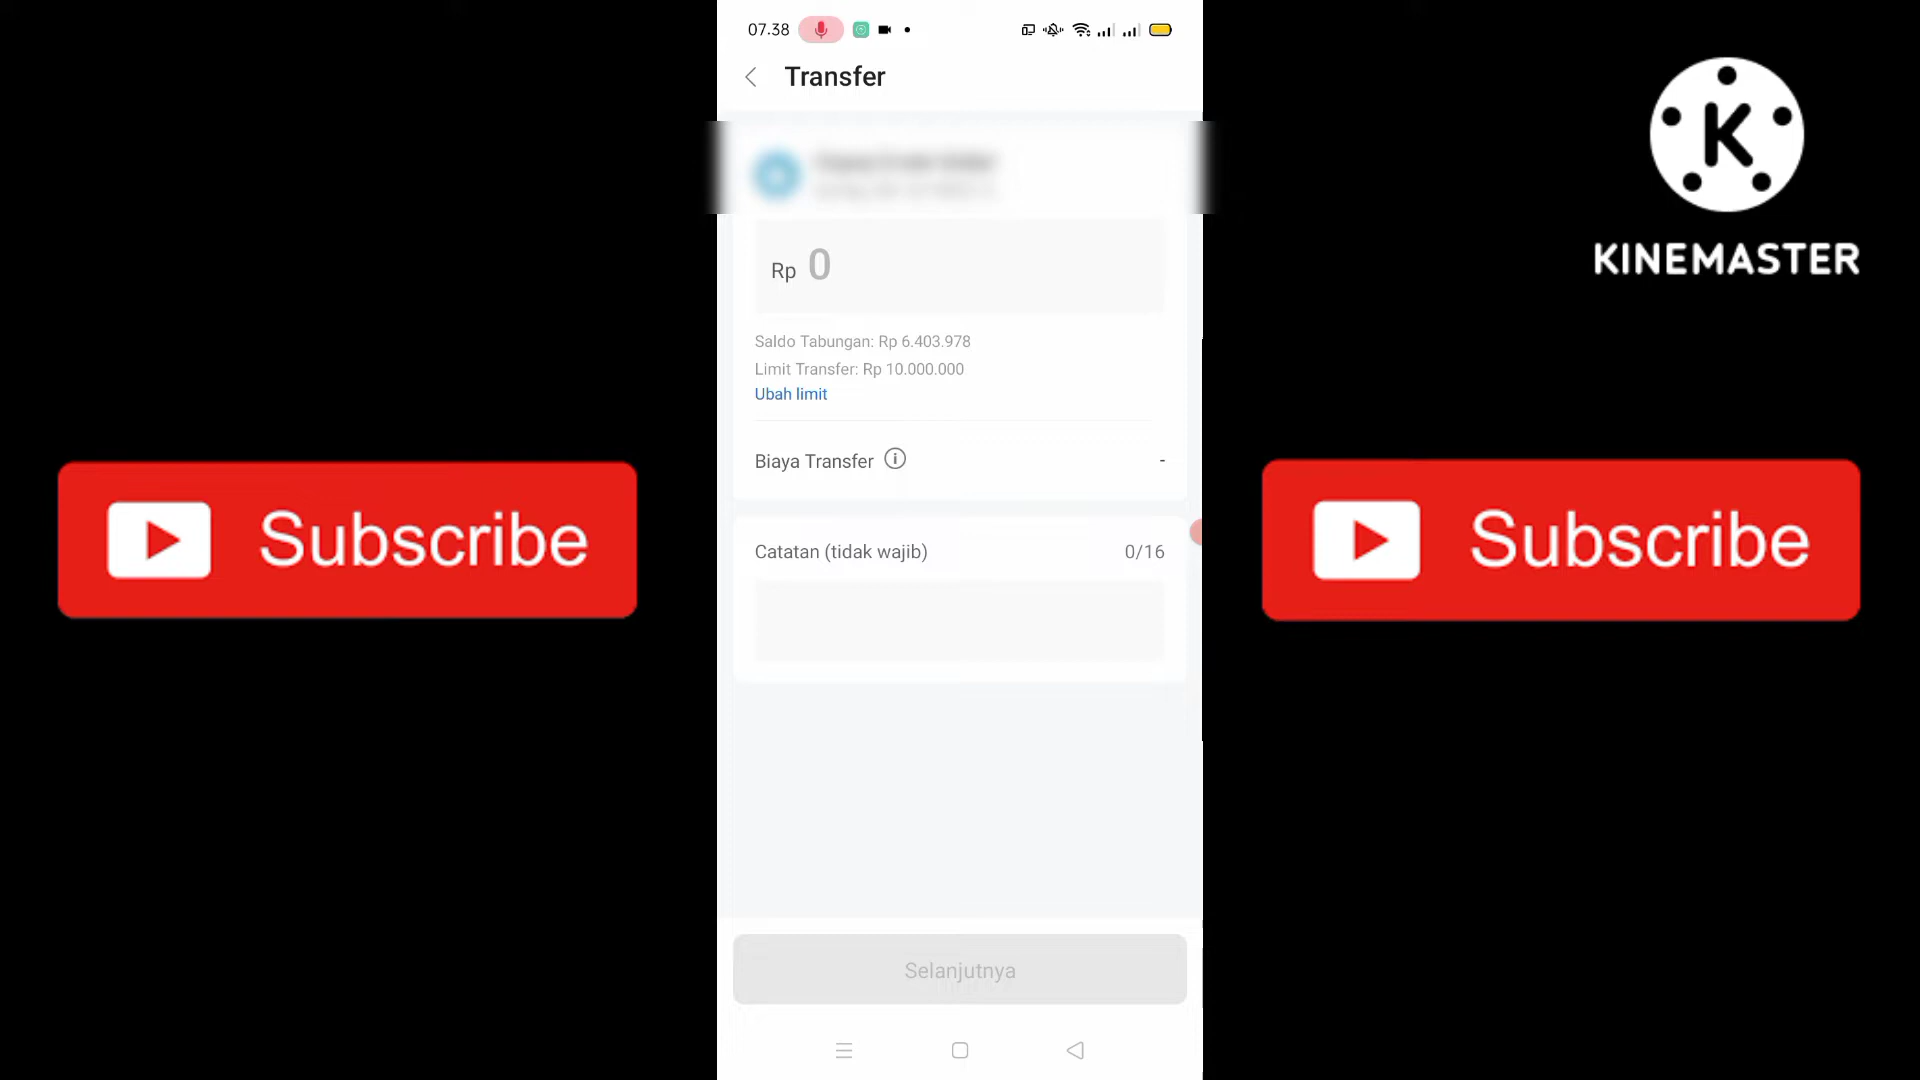 07.38
Transfer
K
KINEMASTER
Rp 0
Saldo Tabungan: Rp 6.403.978
Limit Transfer: Rp 10.000.000
Ubah limit
Biaya Transfer -
Subscribe
Subscribe
Catatan (tidak wajib) 0/16
Selanjutnya